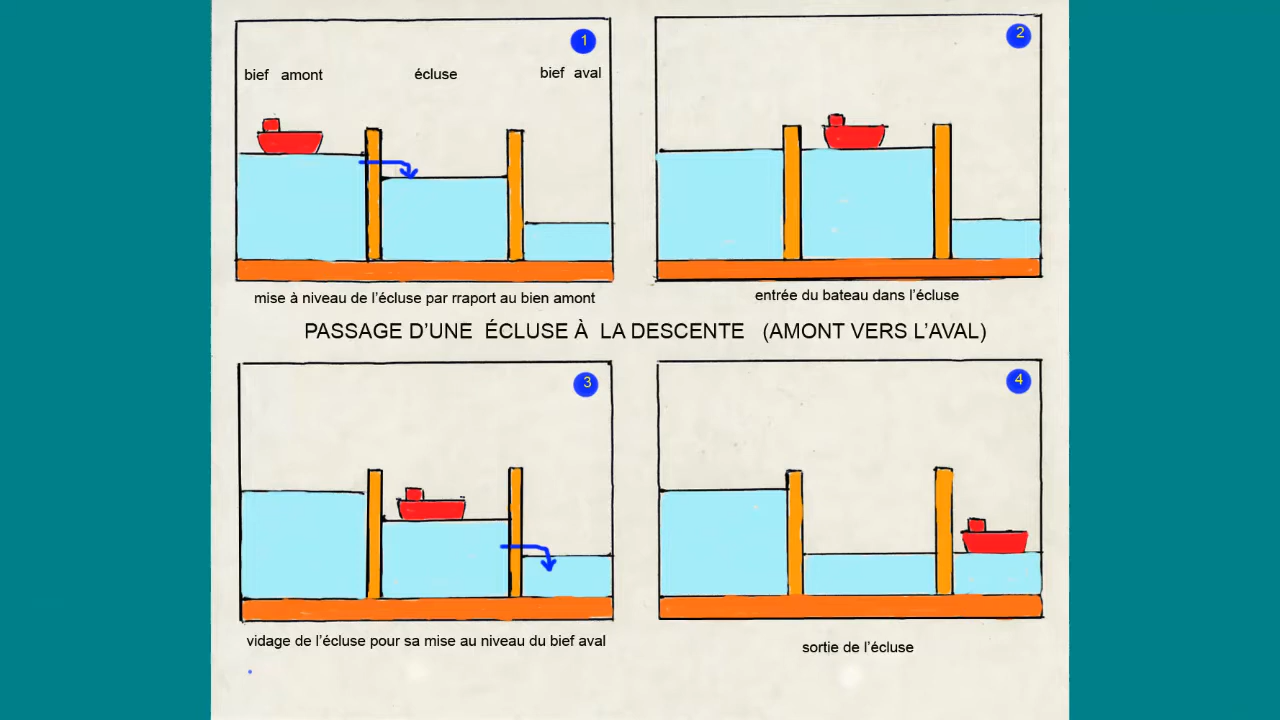 1
2
bief amont écluse bief aval
mise à niveau de l'écluse par rraport au bien amont
entrée du bateau dans l'écluse
PASSAGE D'UNE ÉCLUSE À LA DESCENTE (AMONT VERS L'AVAL)
3
4
vidage de l'écluse pour sa mise au niveau du bief aval
sortie de l'écluse